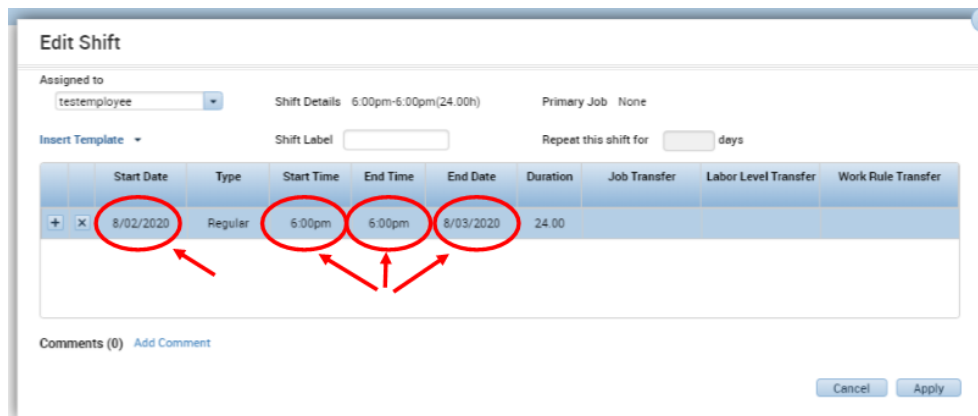 Edit Shift
Assigned to
testemployee
Shift Details 6:00pm-6:00pm(24.00h)
Primary Job None
Insert Template
Shift Label
Repeat this shift for days
Start Date Type Start Time End Time End Date Duration Job Transfer Labor Level Transfer Work Rule Transfer
+ x 8/02/2020 Regular 6:00pm 6:00pm 8/03/2020 24.00
Comments (0) Add Comment
Cancel Apply